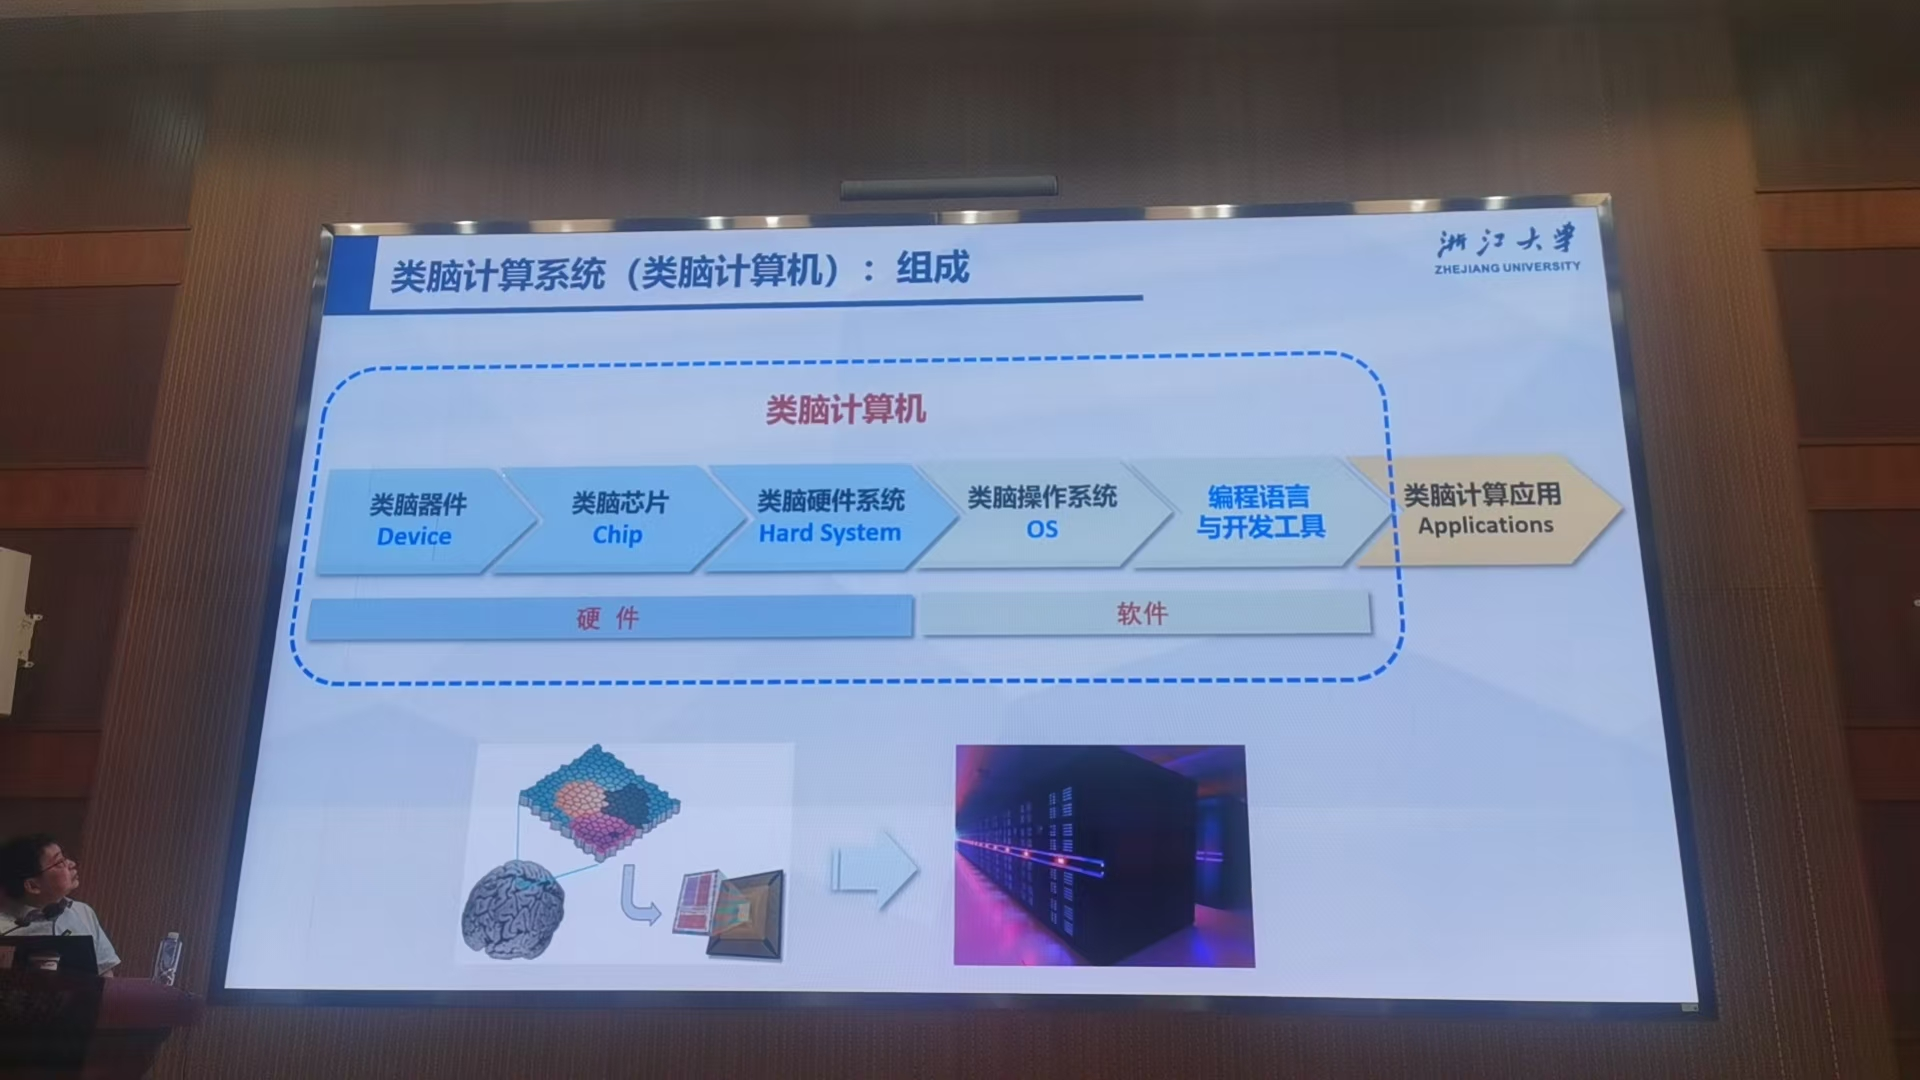 类脑计算系统（类脑计算机）：组成
浙江大学
ZHEJIANG UNIVERSITY
类脑计算机
类脑器件
Device
类脑芯片
Chip
类脑硬件系统
Hard System
类脑操作系统
OS
编程语言
与开发工具
类脑计算应用
Applications
硬 件
软件